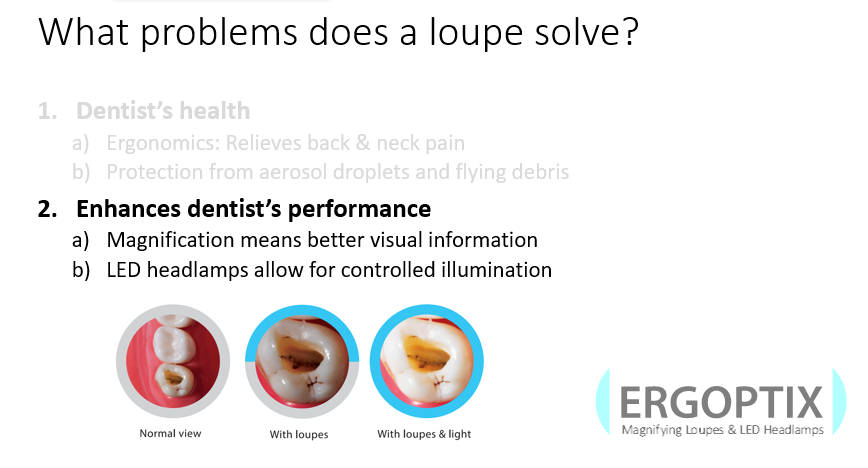 What problems does a loupe solve?
1. Dentist's health
a) Ergonomics: Relieves back & neck pain
b) Protection from aerosol droplets and flying debris
2. Enhances dentist's performance
a) Magnification means better visual information
b) LED headlamps allow for controlled illumination
Normal view
With loupes
With loupes & light
ERGOPTIX
Magnifying Loupes & LED Headlamps